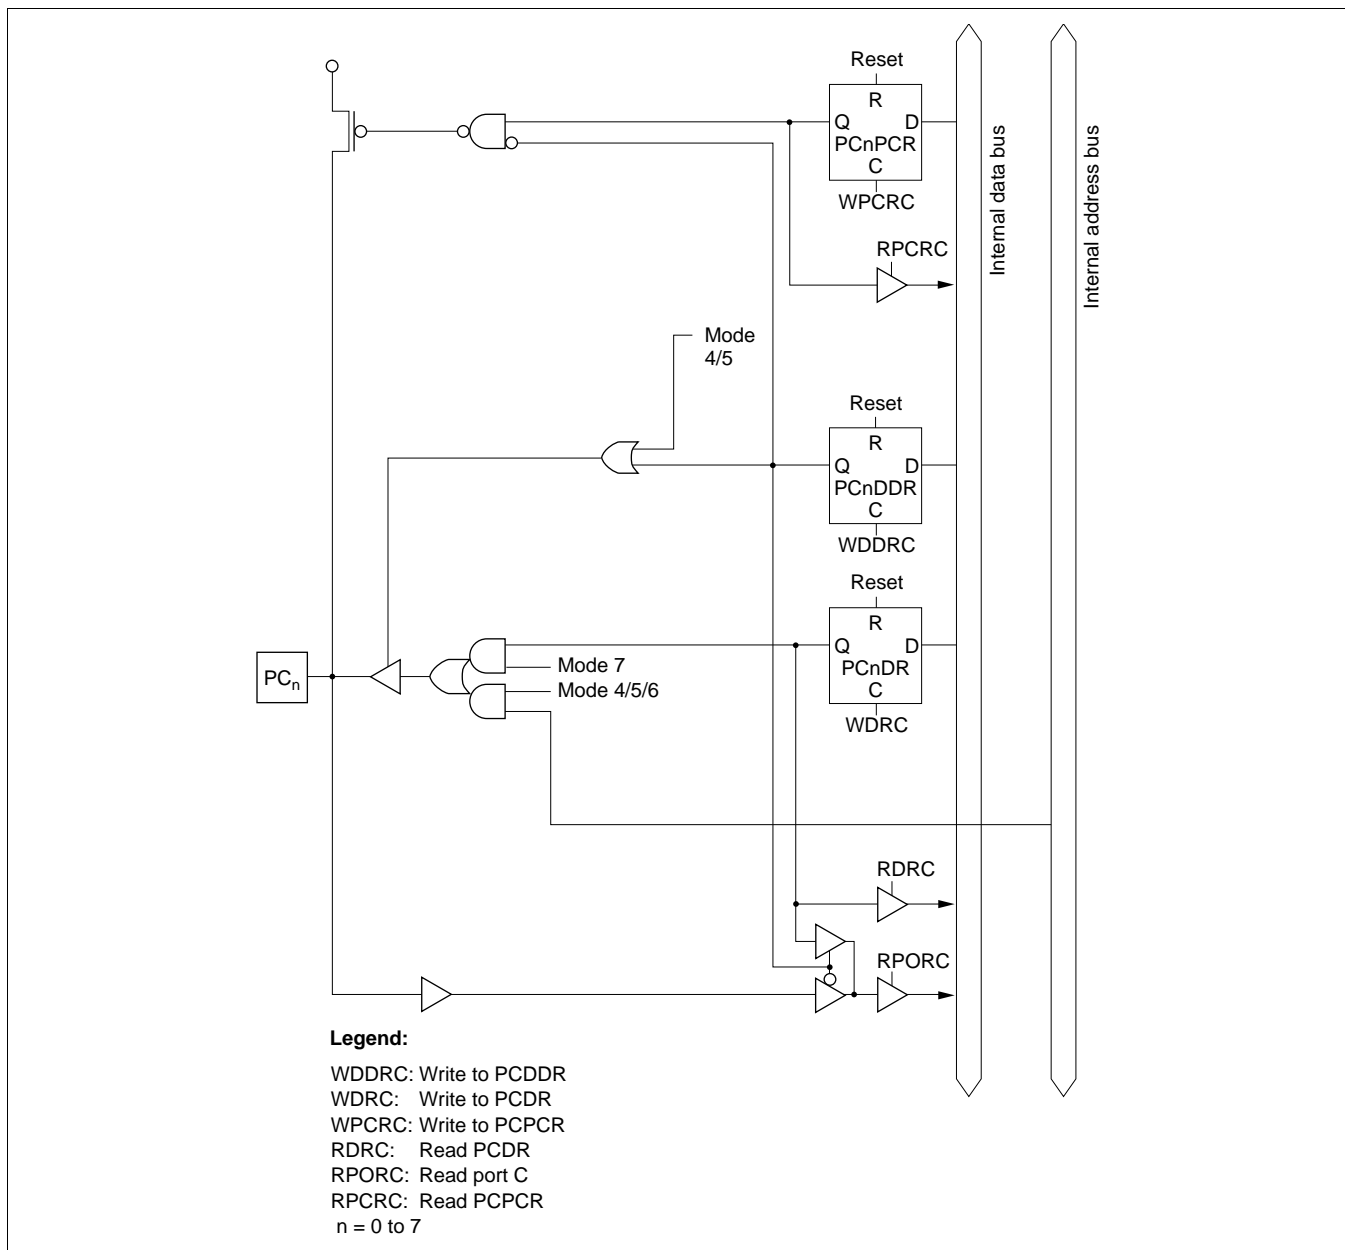 Reset
R
Q D
PCnPCR
C
WPCRC
Internal data bus
Internal address bus
RPCRC
Mode
4/5
Reset
R
Q D
PCnDDR
C
WDDRC
Reset
R
Q D
PCnDR
C
WDRC
PCn
Mode 7
Mode 4/5/6
RDRC
RPORC
Legend:
WDDRC: Write to PCDDR
WDRC: Write to PCDR
WPCRC: Write to PCPCR
RDRC: Read PCDR
RPORC: Read port C
RPCRC: Read PCPCR
n = 0 to 7